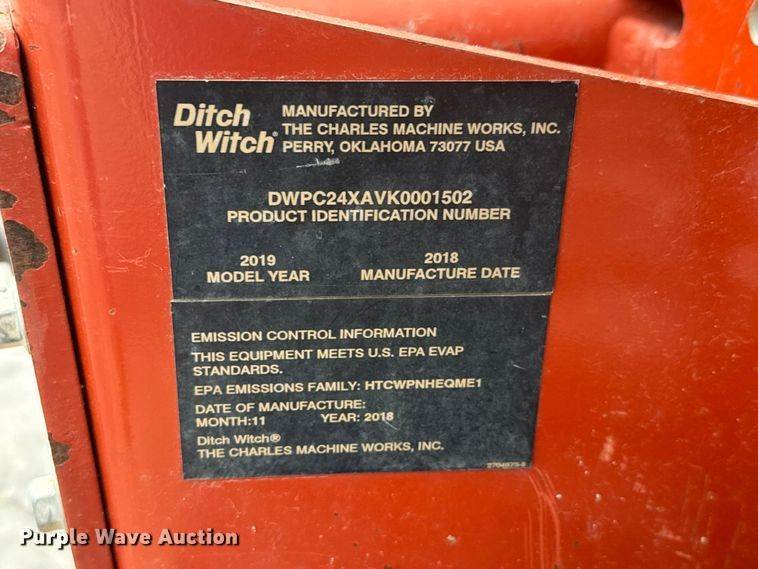 Ditch Witch®
MANUFACTURED BY
THE CHARLES MACHINE WORKS, INC.
PERRY, OKLAHOMA 73077 USA
DWPC24XAVK0001502
PRODUCT IDENTIFICATION NUMBER
2019
MODEL YEAR
2018
MANUFACTURE DATE
EMISSION CONTROL INFORMATION
THIS EQUIPMENT MEETS U.S. EPA EVAP
STANDARDS.
EPA EMISSIONS FAMILY: HTCWPNHEQME1
DATE OF MANUFACTURE:
MONTH:11 YEAR: 2018
Ditch Witch®
THE CHARLES MACHINE WORKS, INC.
Purple Wave Auction